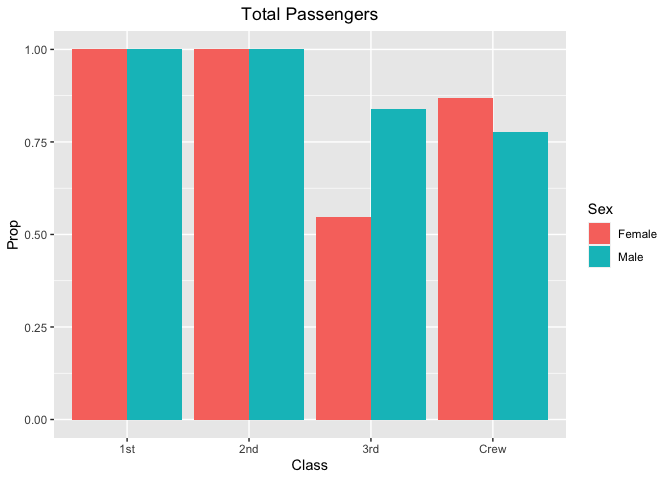 Total Passengers
Prop
1.00
0.75
0.50
0.25
0.00
1st 2nd 3rd Crew
Class
Sex
Female
Male